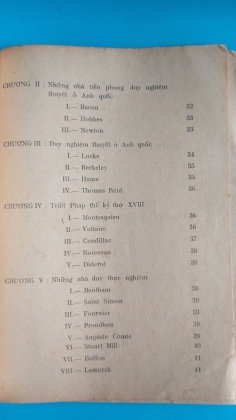 CHƯƠNG II : Những nhà tiền phong duy nghiệm
thuyết ở Anh quốc
I.— Bacon 32
II.— Hobbes 33
III.— Newton 33
CHƯƠNG III : Duy nghiệm thuyết ở Anh quốc
I.— Locke 34
II.— Berkeley 35
III.— Hume 35
IV.— Thomas Reid 36
CHƯƠNG IV : Triết Pháp thế kỷ thứ XVIII
I.— Montesquieu 36
II.— Voltaire 36
III.— Condillac 37
IV.— Rousseau 38
V.— Diderot 38
CHƯƠNG V : Những nhà duy thực nghiệm
I.— Bentham 38
II.— Saint Simon 39
III.— Fournier 39
IV.— Proudhon 39
V.— Auguste Comte 39
VI.— Stuart Mill 40
VII.— Buffon 41
VIII.— Lamarck 41